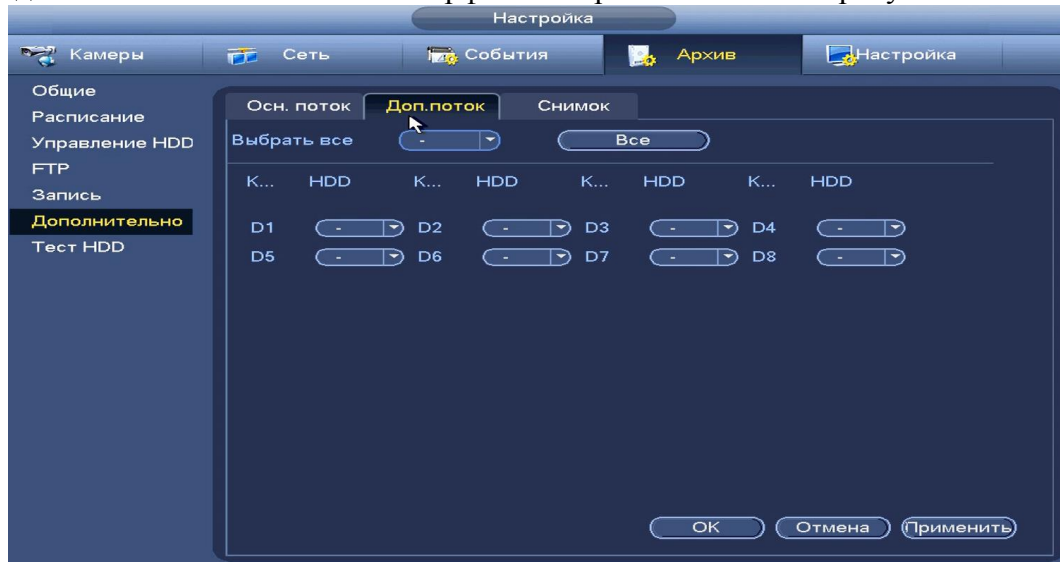 Настройка
Камеры Сеть События Архив Настройка
Общие
Расписание
Управление HDD
FTP
Запись
Дополнительно
Тест HDD
Осн. поток Доп.поток Снимок
Выбрать все - Все
К... HDD К... HDD К... HDD К... HDD
D1 - D2 - D3 - D4 -
D5 - D6 - D7 - D8 -
OK Отмена Применить